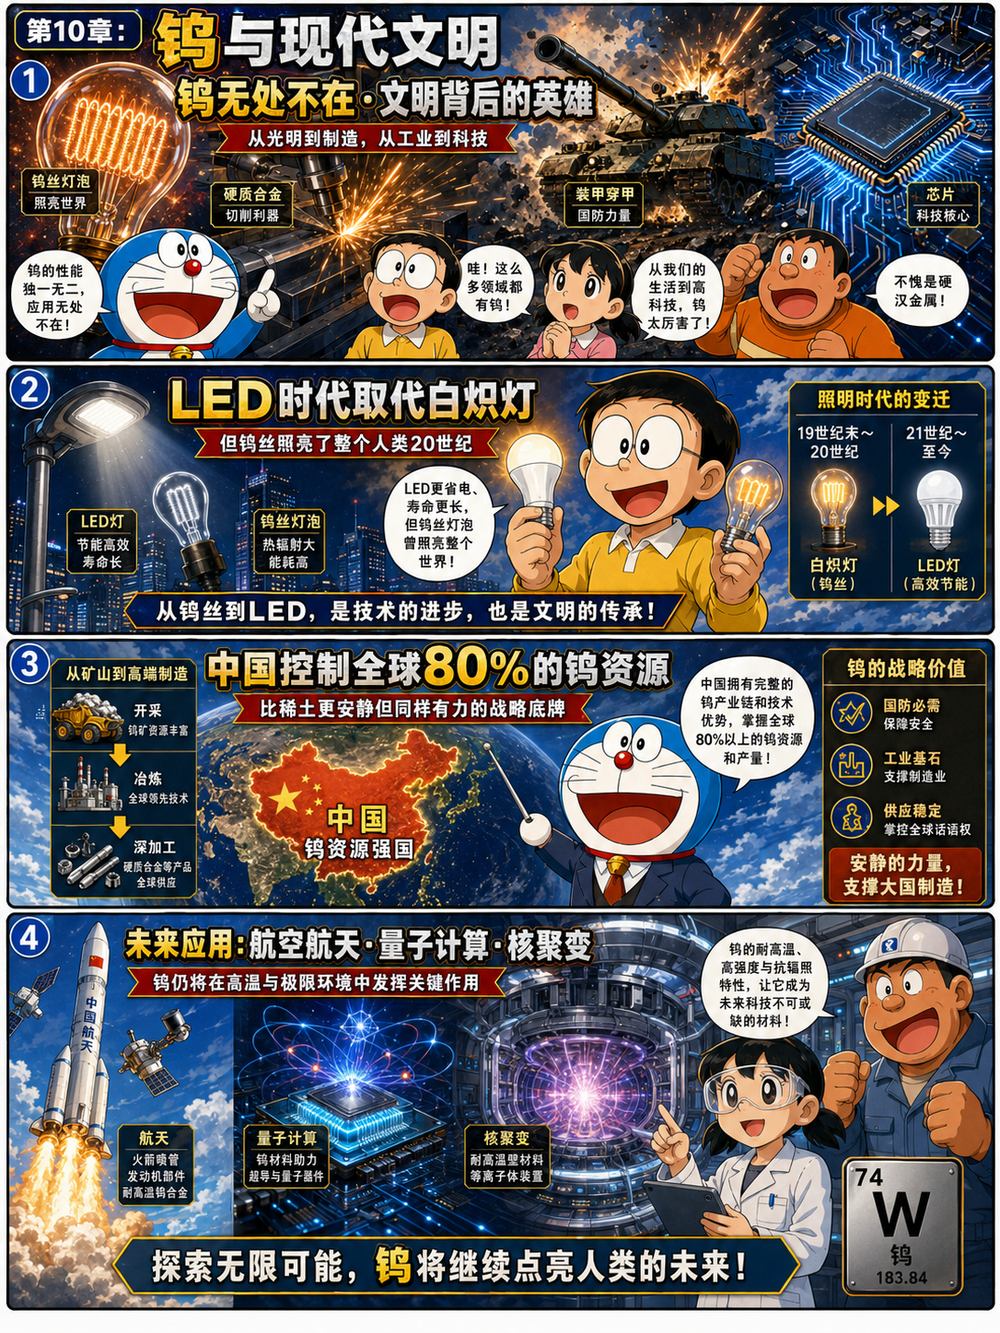 第10章：
钨与现代文明
1
钨无处不在·文明背后的英雄
从光明到制造，从工业到科技
钨丝灯泡
照亮世界
硬质合金
切削利器
装甲穿甲
国防力量
芯片
科技核心
钨的性能
独一无二，
应用无处
不在！
哇！这么
多领域都
有钨！
从我们的
生活到高
科技，钨
太厉害了！
不愧是硬
汉金属！
2
LED时代取代白炽灯
但钨丝照亮了整个人类20世纪
LED灯
节能高效
寿命长
钨丝灯泡
热辐射大
能耗高
LED更省电、
寿命更长，
但钨丝灯泡
曾照亮整个
世界！
照明时代的变迁
19世纪末～
20世纪
21世纪～
至今
白炽灯
（钨丝）
LED灯
（高效节能）
从钨丝到LED，是技术的进步，也是文明的传承！
3
从矿山到高端制造
开采
钨矿资源丰富
冶炼
全球领先技术
深加工
硬质合金等产品
全球供应
中国控制全球80%的钨资源
比稀土更安静但同样有力的战略底牌
中国
钨资源强国
中国拥有完整的
钨产业链和技术
优势，掌握全球
80%以上的钨资源
和产量！
钨的战略价值
国防必需
保障安全
工业基石
支撑制造业
供应稳定
掌控全球话语权
安静的力量，
支撑大国制造！
4
未来应用：航空航天·量子计算·核聚变
钨仍将在高温与极限环境中发挥关键作用
中国航天
航天
火箭喷管
发动机部件
耐高温钨合金
量子计算
钨材料助力
超导与量子器件
核聚变
耐高温壁材料
等离子体装置
钨的耐高温、
高强度与抗辐照
特性，让它成为
未来科技不可或
缺的材料！
74
W
钨
183.84
探索无限可能，钨将继续点亮人类的未来！